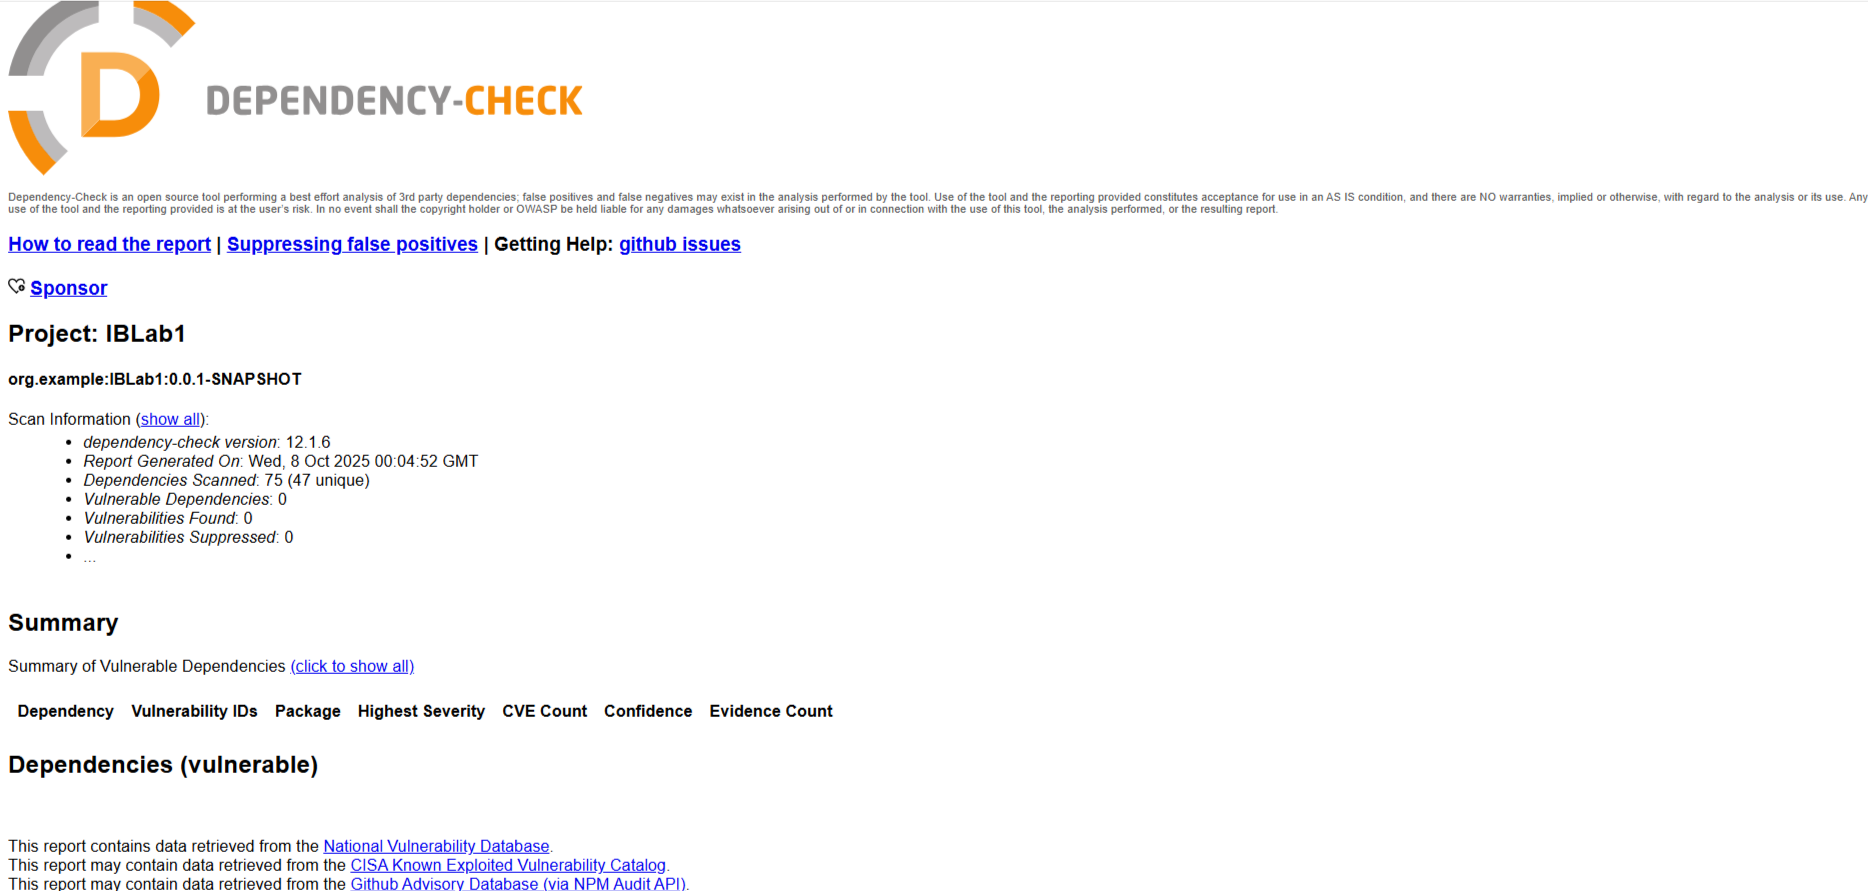 D
DEPENDENCY-CHECK
Dependency-Check is an open source tool performing a best effort analysis of 3rd party dependencies; false positives and false negatives may exist in the analysis performed by the tool. Use of the tool and the reporting provided constitutes acceptance for use in an AS IS condition, and there are NO warranties, implied or otherwise, with regard to the analysis or its use. Any
use of the tool and the reporting provided is at the user's risk. In no event shall the copyright holder or OWASP be held liable for any damages whatsoever arising out of or in connection with the use of this tool, the analysis performed, or the resulting report.
How to read the report | Suppressing false positives | Getting Help: github issues
Sponsor
Project: IBLab1
org.example:IBLab1:0.0.1-SNAPSHOT
Scan Information (show all):
• dependency-check version: 12.1.6
• Report Generated On: Wed, 8 Oct 2025 00:04:52 GMT
• Dependencies Scanned: 75 (47 unique)
• Vulnerable Dependencies: 0
• Vulnerabilities Found: 0
• Vulnerabilities Suppressed: 0
• ...
Summary
Summary of Vulnerable Dependencies (click to show all)
Dependency Vulnerability IDs Package Highest Severity CVE Count Confidence Evidence Count
Dependencies (vulnerable)
This report contains data retrieved from the National Vulnerability Database.
This report may contain data retrieved from the CISA Known Exploited Vulnerability Catalog.
This report may contain data retrieved from the Github Advisory Database (via NPM Audit API).